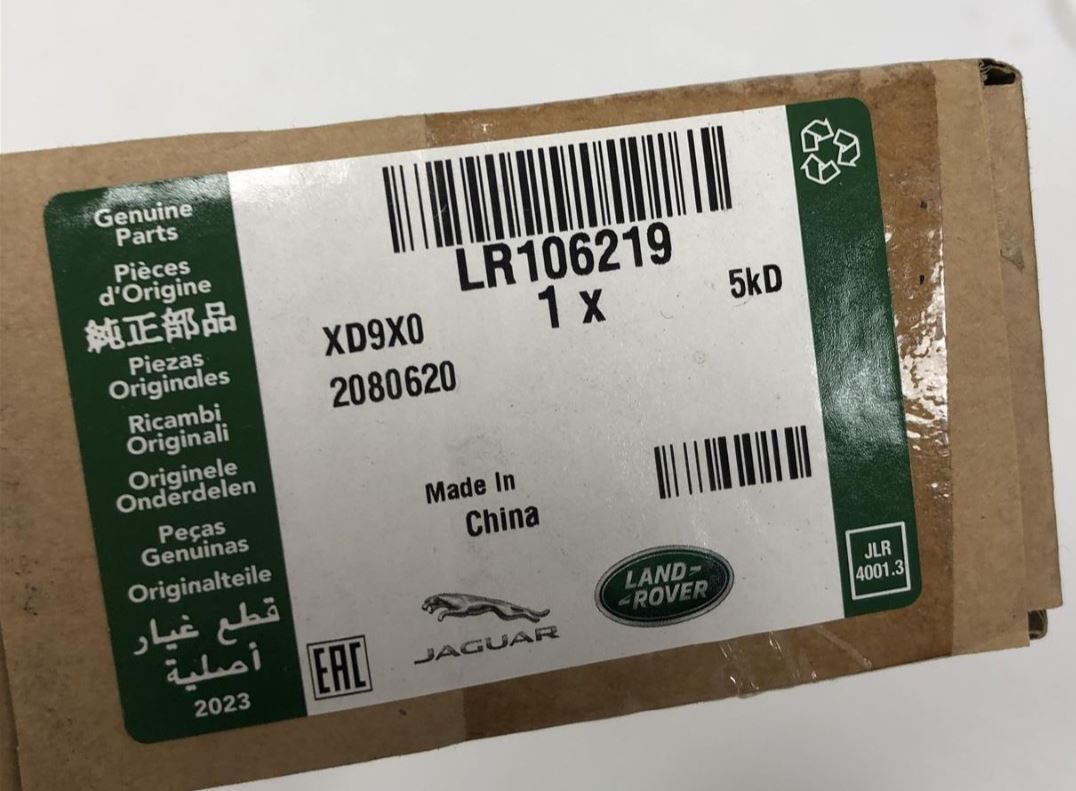 Genuine
Parts
Pièces
d'Origine
純正部品
Piezas
Originales
Ricambi
Originali
Originele
Onderdelen
Peças
Genuinas
Originalteile
قطع غيار
أصلية
2023
LR106219
1 x
5kD
XD9X0
2080620
Made In
China
EAC
JAGUAR
LAND-
-ROVER
JLR
4001.3